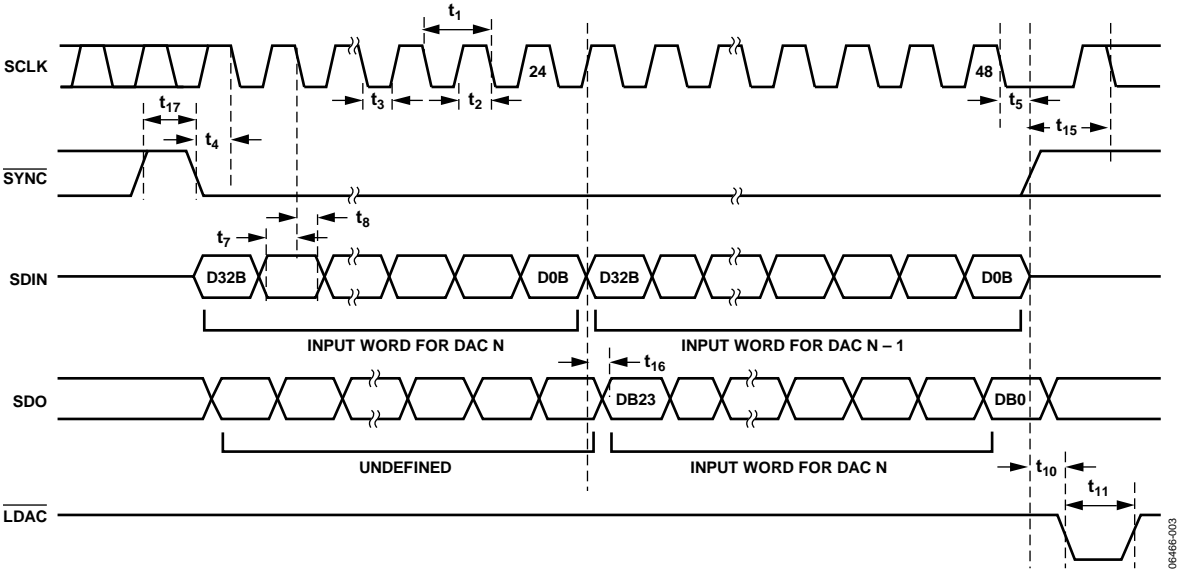 t1
SCLK
24
48
t3
t2
t5
t17
t4
t15
SYNC
t8
t7
SDIN
D32B
D0B
D32B
D0B
INPUT WORD FOR DAC N
INPUT WORD FOR DAC N – 1
t16
SDO
DB23
DB0
UNDEFINED
INPUT WORD FOR DAC N
t10
t11
LDAC
06466-003